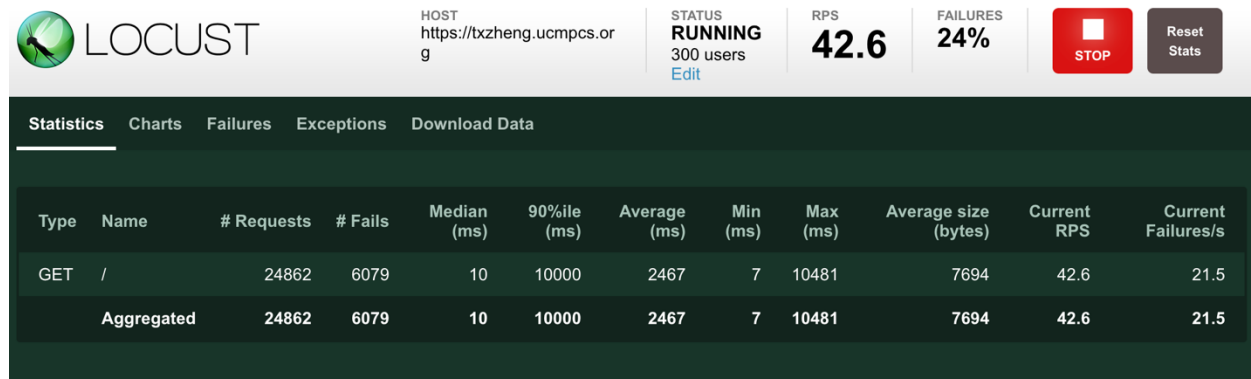 LOCUST
HOST
https://txzheng.ucmpcs.or
g
STATUS
RUNNING
300 users
Edit
RPS
42.6
FAILURES
24%
STOP
Reset
Stats
Statistics Charts Failures Exceptions Download Data
Type Name # Requests # Fails Median (ms) 90%ile (ms) Average (ms) Min (ms) Max (ms) Average size (bytes) Current RPS Current Failures/s
GET / 24862 6079 10 10000 2467 7 10481 7694 42.6 21.5
Aggregated 24862 6079 10 10000 2467 7 10481 7694 42.6 21.5